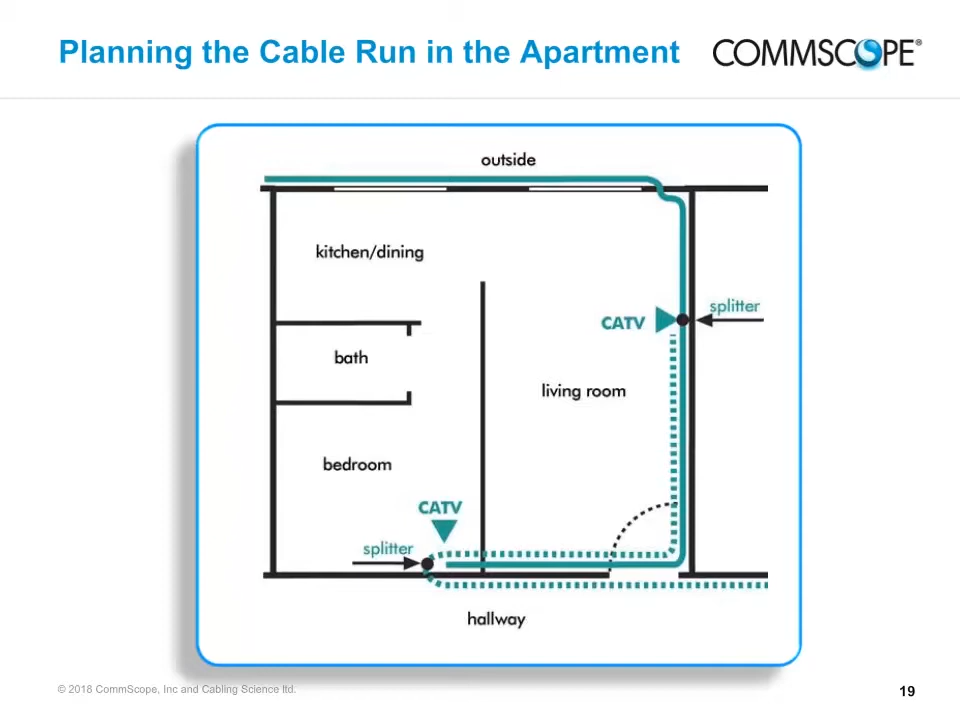 Planning the Cable Run in the Apartment
COMMSCOPE®
outside
kitchen/dining
splitter
CATV
bath
living room
bedroom
CATV
splitter
hallway
© 2018 CommScope, Inc and Cabling Science ltd.
19